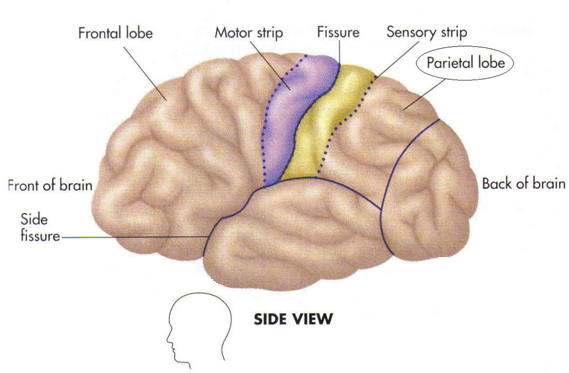 Frontal lobe
Motor strip
Fissure
Sensory strip
Parietal lobe
Front of brain
Back of brain
Side
fissure
SIDE VIEW